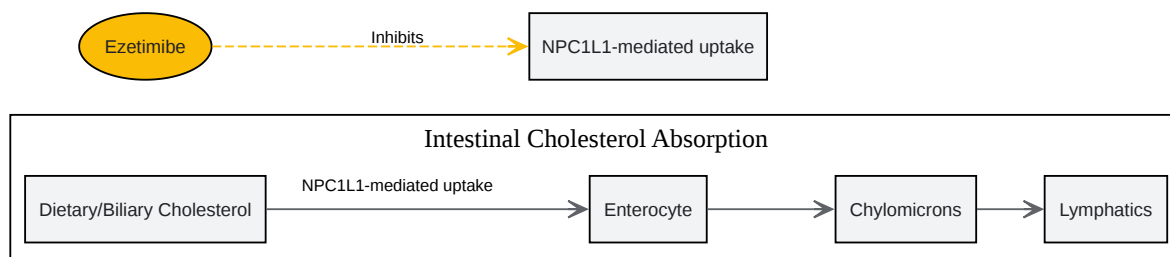 Ezetimibe
Inhibits
NPC1L1-mediated uptake
Intestinal Cholesterol Absorption
Dietary/Biliary Cholesterol
NPC1L1-mediated uptake
Enterocyte
Chylomicrons
Lymphatics